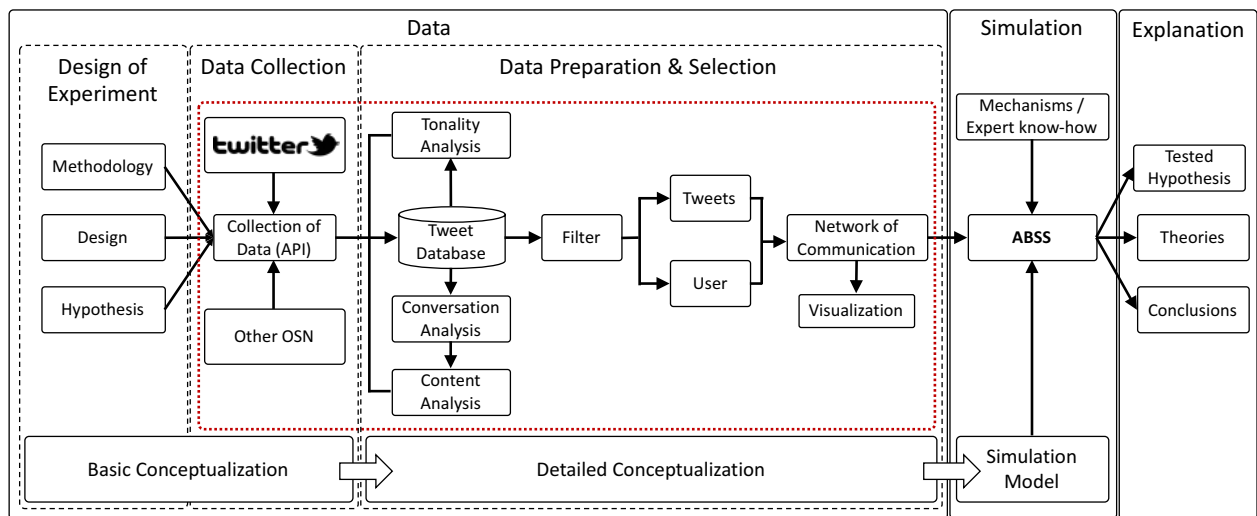 Data
Simulation
Explanation
Design of
Experiment
Data Collection
Data Preparation & Selection
Methodology
Design
Hypothesis
twitter
Collection of
Data (API)
Other OSN
Tonality
Analysis
Tweet
Database
Conversation
Analysis
Content
Analysis
Filter
Tweets
User
Network of
Communication
Visualization
Mechanisms /
Expert know-how
ABSS
Tested
Hypothesis
Theories
Conclusions
Basic Conceptualization
Detailed Conceptualization
Simulation
Model